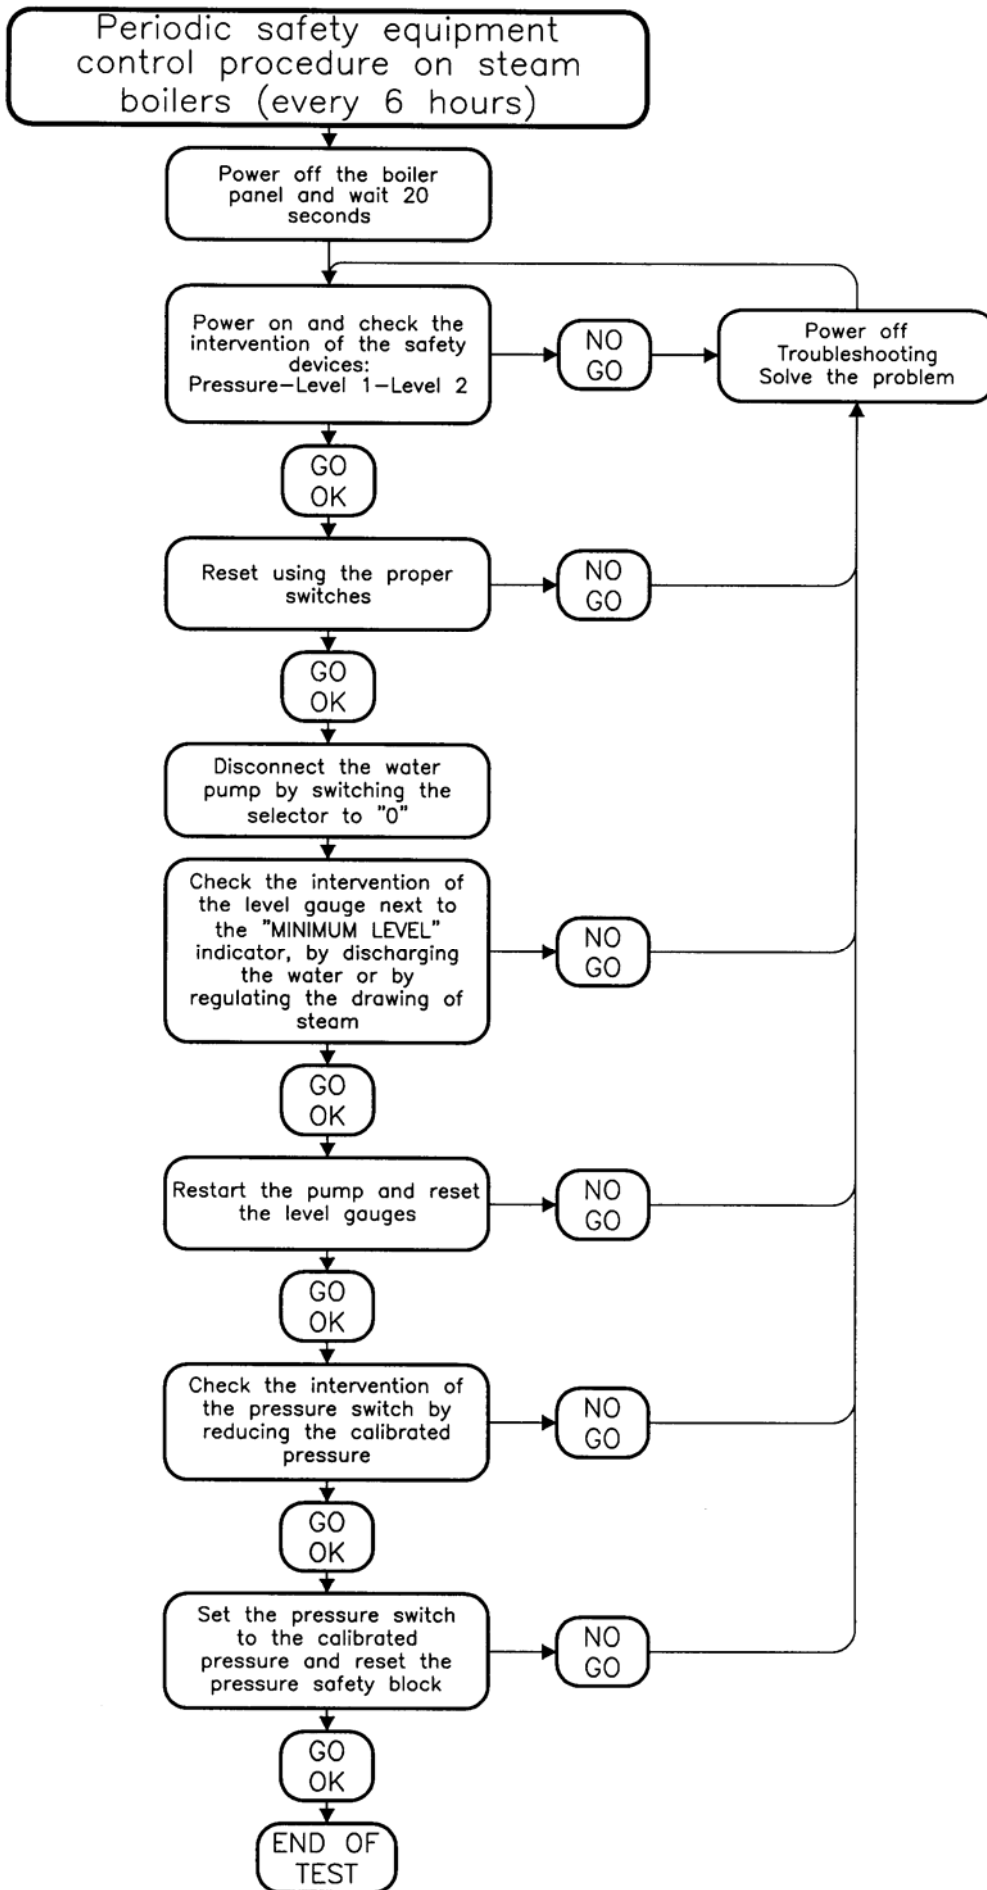 Periodic safety equipment
control procedure on steam
boilers (every 6 hours)
Power off the boiler
panel and wait 20
seconds
Power on and check the
intervention of the safety
devices:
Pressure-Level 1-Level 2
NO
GO
Power off
Troubleshooting
Solve the problem
GO
OK
Reset using the proper
switches
NO
GO
GO
OK
Disconnect the water
pump by switching the
selector to "0"
Check the intervention of
the level gauge next to
the "MINIMUM LEVEL"
indicator, by discharging
the water or by
regulating the drawing of
steam
NO
GO
GO
OK
Restart the pump and reset
the level gauges
NO
GO
GO
OK
Check the intervention of
the pressure switch by
reducing the calibrated
pressure
NO
GO
GO
OK
Set the pressure switch
to the calibrated
pressure and reset the
pressure safety block
NO
GO
GO
OK
END OF
TEST